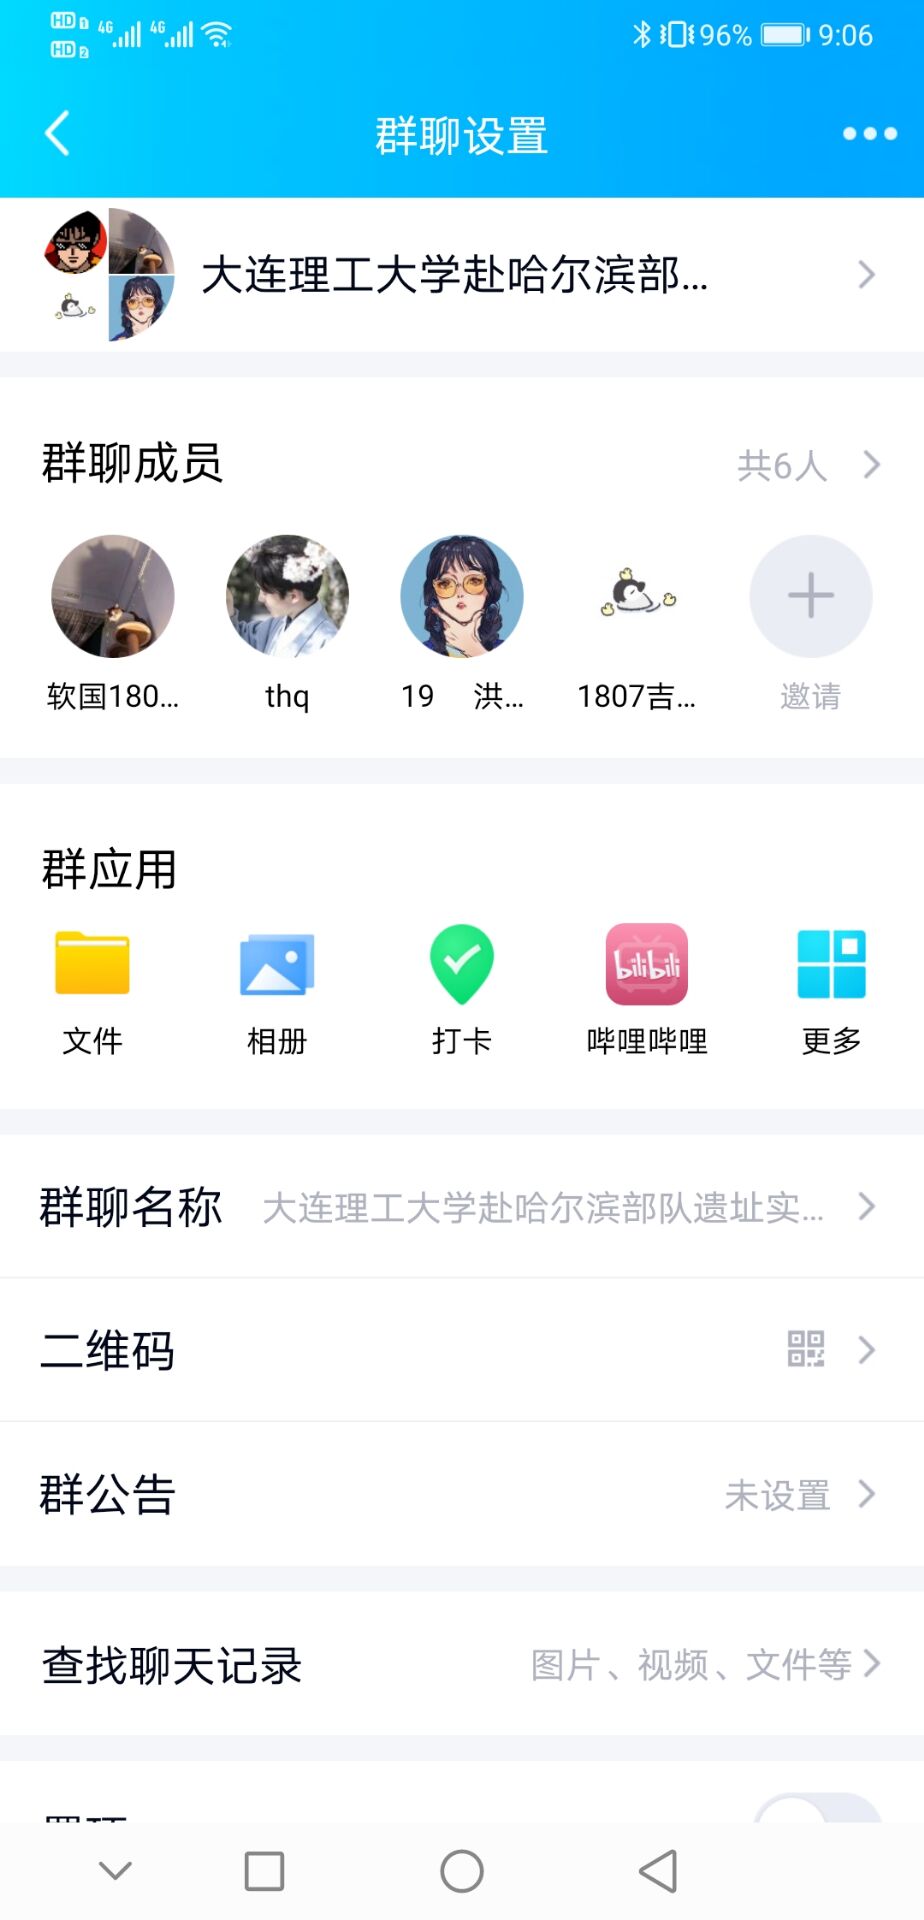 HD 1 4G 4G
HD 2
96% 9:06
群聊设置
大连理工大学赴哈尔滨部...
群聊成员 共6人
软国180... thq 19 洪... 1807吉... 邀请
群应用
bilibili
文件 相册 打卡 哔哩哔哩 更多
群聊名称 大连理工大学赴哈尔滨部队遗址实...
二维码
群公告 未设置
查找聊天记录 图片、视频、文件等